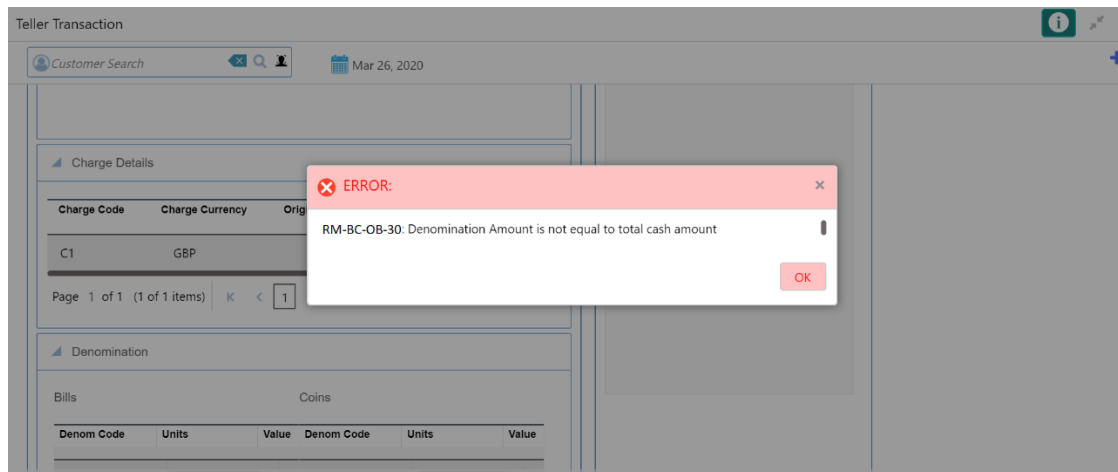 Teller Transaction
Customer Search
Mar 26, 2020
Charge Details
Charge Code Charge Currency Orig
C1 GBP
Page 1 of 1 (1 of 1 items) K < 1
ERROR: ×
RM-BC-OB-30: Denomination Amount is not equal to total cash amount
OK
Denomination
Bills Coins
Denom Code Units Value Denom Code Units Value